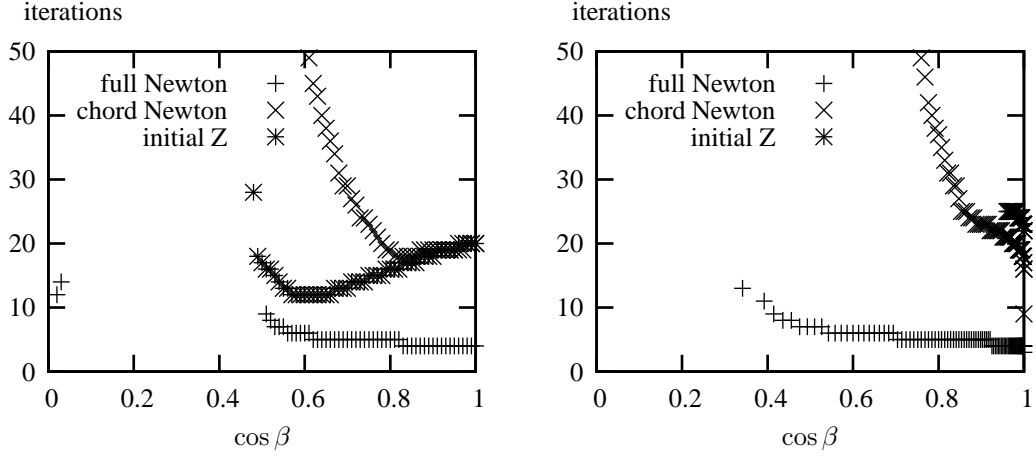 iterations
50
40
30
20
10
0
full Newton
chord Newton
initial Z
0 0.2 0.4 0.6 0.8 1
cos β
iterations
50
40
30
20
10
0
full Newton
chord Newton
initial Z
0 0.2 0.4 0.6 0.8 1
cos β